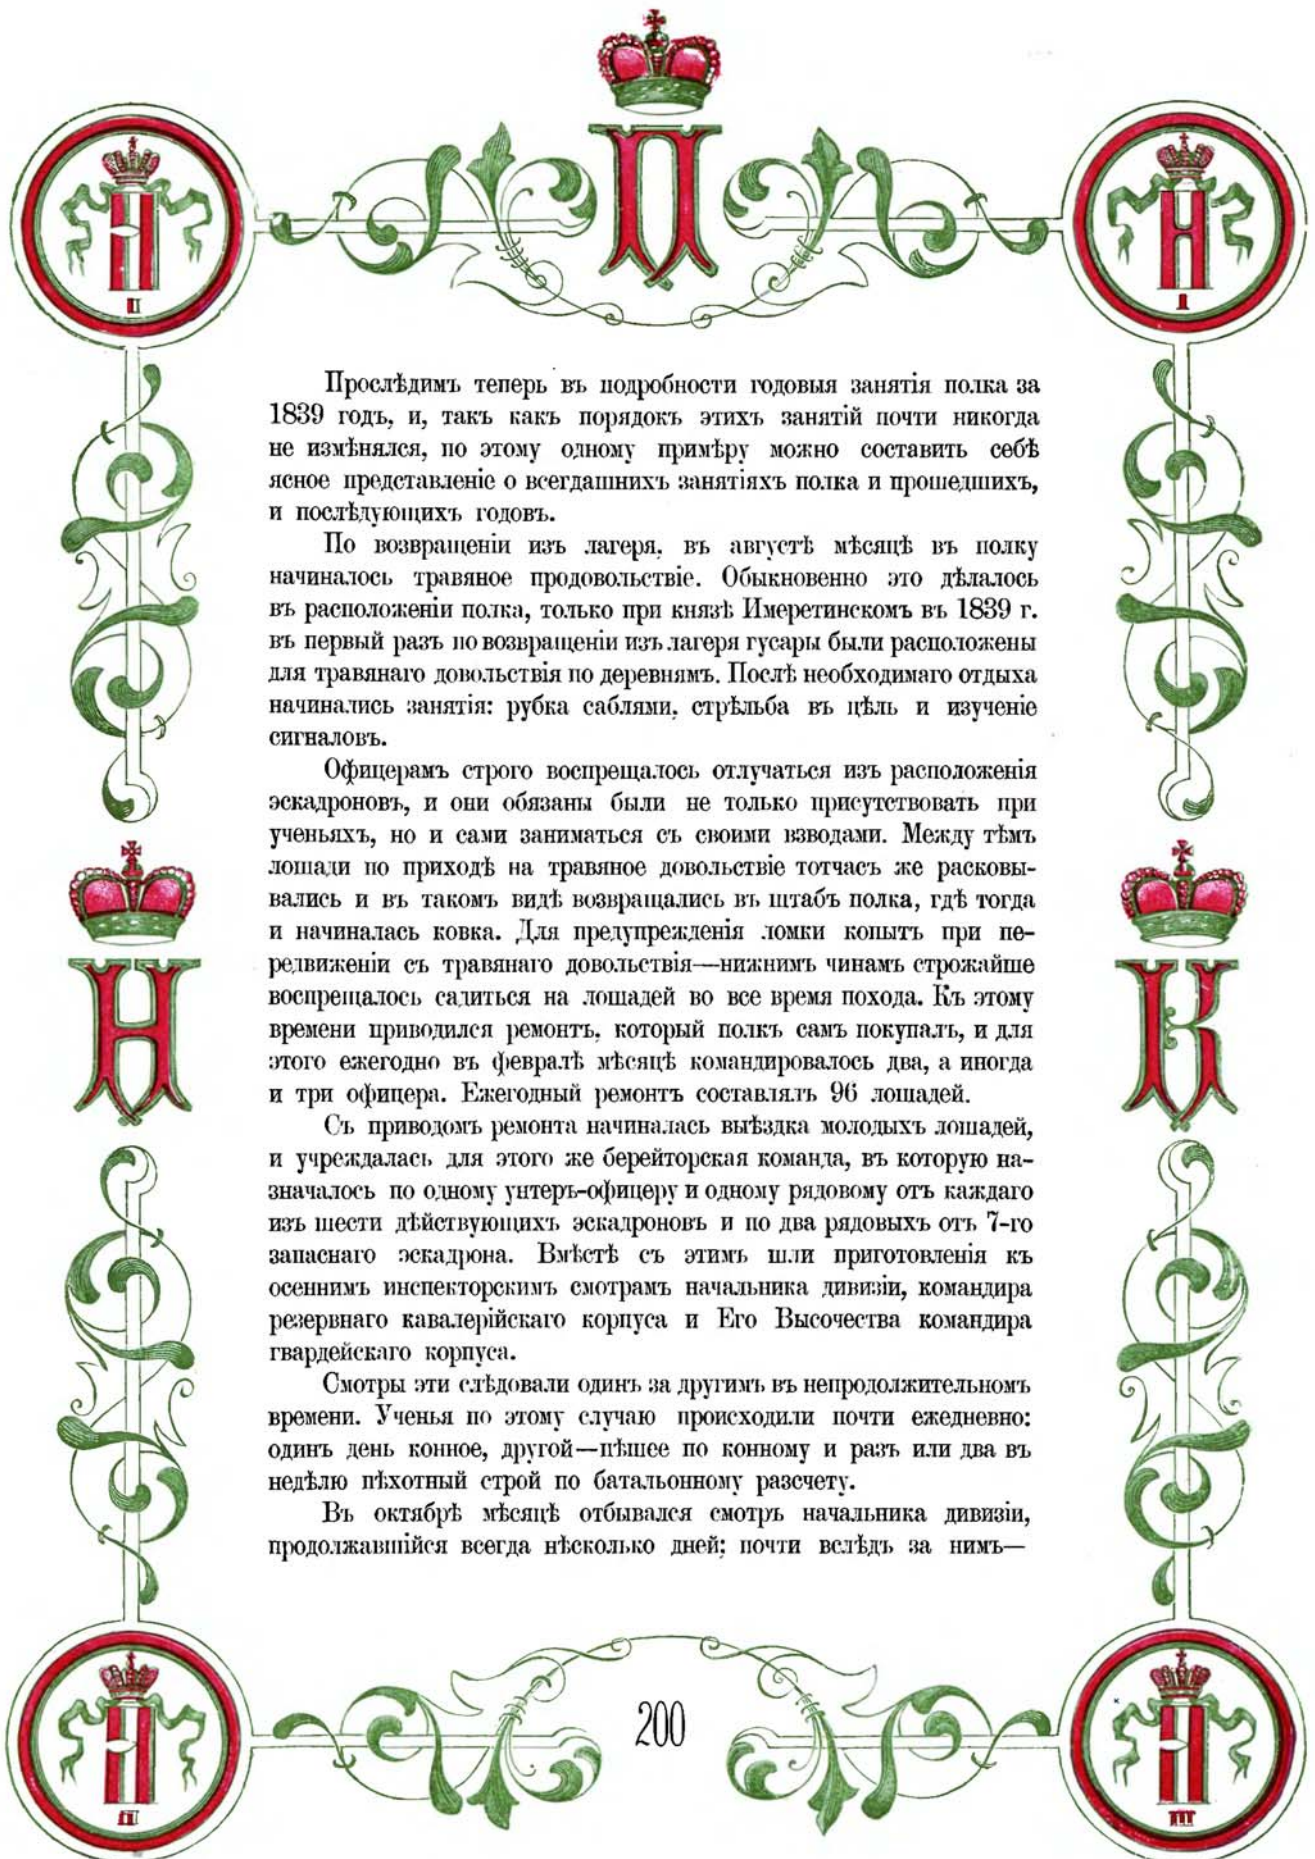 П
II
I
Прослѣдимъ теперь въ подробности годовыя занятія полка за
1839 годъ, и, такъ какъ порядокъ этихъ занятій почти никогда
не измѣнялся, по этому одному примѣру можно составить себѣ
ясное представленіе о всегдашнихъ занятіяхъ полка и прошедшихъ,
и послѣдующихъ годовъ.
По возвращеніи изъ лагеря, въ августѣ мѣсяцѣ въ полку
начиналось травяное продовольствіе. Обыкновенно это дѣлалось
въ расположеніи полка, только при князѣ Имеретинскомъ въ 1839 г.
въ первый разъ по возвращеніи изъ лагеря гусары были расположены
для травянаго довольствія по деревнямъ. Послѣ необходимаго отдыха
начинались занятія: рубка саблями, стрѣльба въ цѣль и изученіе
сигналовъ.
Офицерамъ строго воспрещалось отлучаться изъ расположенія
эскадроновъ, и они обязаны были не только присутствовать при
ученьяхъ, но и сами заниматься съ своими взводами. Между тѣмъ
лошади по приходѣ на травяное довольствіе тотчасъ же расковы-
вались и въ такомъ видѣ возвращались въ штабъ полка, гдѣ тогда
и начиналась ковка. Для предупрежденія ломки копытъ при пе-
редвиженіи съ травянаго довольствія—нижнимъ чинамъ строжайше
воспрещалось садиться на лошадей во все время похода. Къ этому
времени приводился ремонтъ, который полкъ самъ покупалъ, и для
этого ежегодно въ февралѣ мѣсяцѣ командировалось два, а иногда
и три офицера. Ежегодный ремонтъ составлялъ 96 лошадей.
Съ приводомъ ремонта начиналась выѣздка молодыхъ лошадей,
и учреждалась для этого же берейторская команда, въ которую на-
значалось по одному унтеръ-офицеру и одному рядовому отъ каждаго
изъ шести дѣйствующихъ эскадроновъ и по два рядовыхъ отъ 7-го
запаснаго эскадрона. Вмѣстѣ съ этимъ шли приготовленія къ
осеннимъ инспекторскимъ смотрамъ начальника дивизіи, командира
резервнаго кавалерійскаго корпуса и Его Высочества командира
гвардейскаго корпуса.
Смотры эти слѣдовали одинъ за другимъ въ непродолжительномъ
времени. Ученья по этому случаю происходили почти ежедневно:
одинъ день конное, другой—пѣшее по конному и разъ или два въ
недѣлю пѣхотный строй по батальонному разсчету.
Въ октябрѣ мѣсяцѣ отбывался смотръ начальника дивизіи,
продолжавшійся всегда нѣсколько дней; почти вслѣдъ за нимъ—
Н
К
200
III